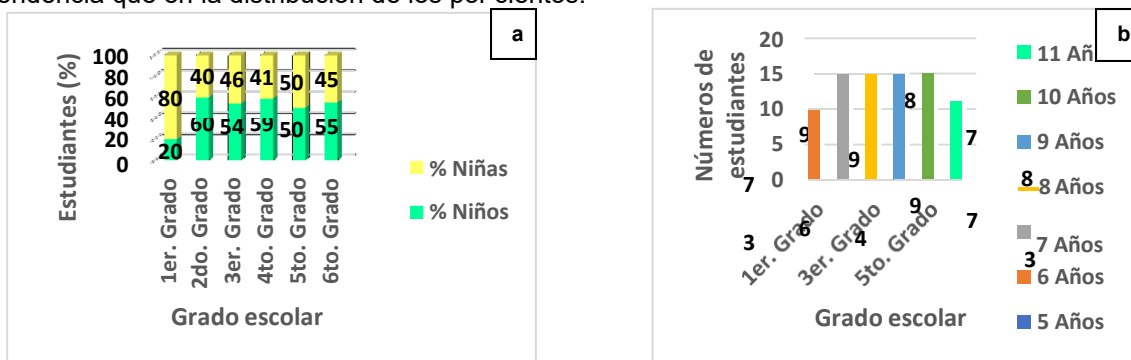 tendencia que en la distribución de los por cientos.
a
100
80
60
40
20
0
80 40 46 41 50 45
20 60 54 59 50 55
Estudiantes (%)
1er. Grado
2do. Grado
3er. Grado
4to. Grado
5to. Grado
6to. Grado
Grado escolar
% Niñas
% Niños
b
20
15
10
5
0
Números de
estudiantes
9
9
8
7
7
3
6
4
9
7
8
3
1er. Grado
3er. Grado
5to. Grado
Grado escolar
11 Añ
10 Años
9 Años
8 Años
7 Años
6 Años
5 Años